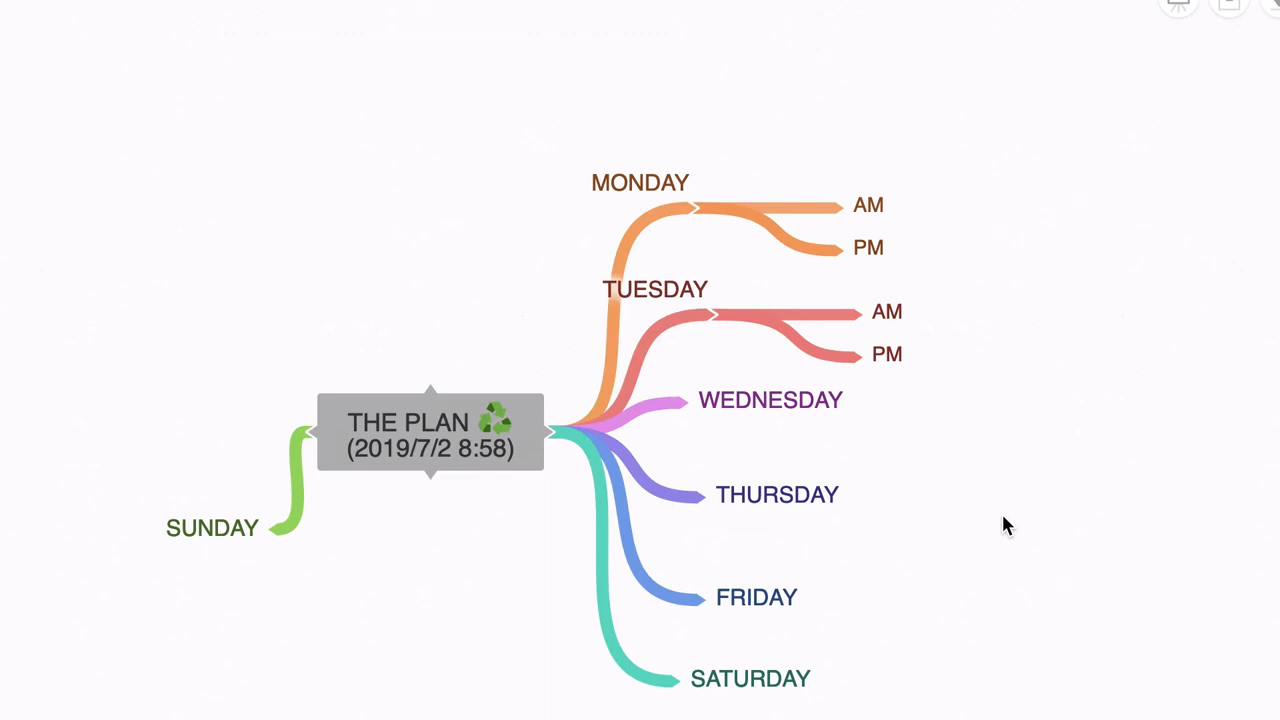 MONDAY
AM
PM
TUESDAY
AM
PM
WEDNESDAY
THE PLAN ♻
(2019/7/2 8:58)
THURSDAY
SUNDAY
FRIDAY
SATURDAY